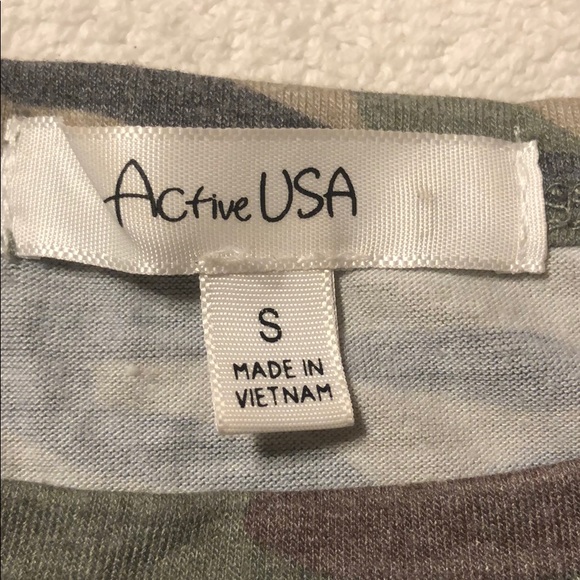 Active USA
S
MADE IN
VIETNAM